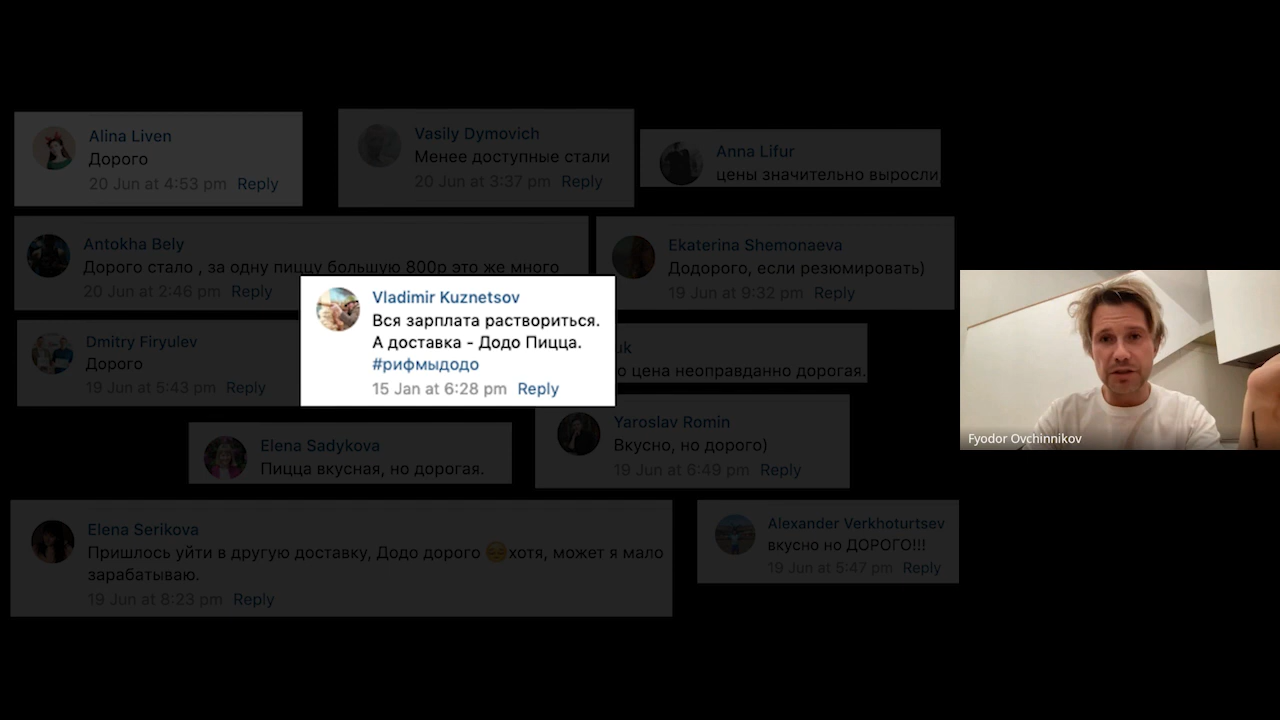 Alina Liven
Дорого
20 Jun at 4:53 pm Reply
Vasily Dymovich
Менее доступные стали
20 Jun at 3:37 pm Reply
Anna Lifur
цены значительно выросли
Antokha Bely
Дорого стало , за одну пиццу большую 800р это же много
20 Jun at 2:46 pm Reply
Ekaterina Shemonaeva
Додорого, если резюмировать)
19 Jun at 9:32 pm Reply
Vladimir Kuznetsov
Вся зарплата раствориться.
А доставка - Додо Пицца.
#рифмыдодо
15 Jan at 6:28 pm Reply
Dmitry Firyulev
Дорого
19 Jun at 5:43 pm Reply
uk
о цена неоправданно дорогая.
Elena Sadykova
Пицца вкусная, но дорогая.
Yaroslav Romin
Вкусно, но дорого)
19 Jun at 6:49 pm Reply
Elena Serikova
Пришлось уйти в другую доставку, Додо дорого 😔хотя, может я мало
зарабатываю.
19 Jun at 8:23 pm Reply
Alexander Verkhoturtsev
вкусно но ДОРОГО!!!
19 Jun at 5:47 pm Reply
Fyodor Ovchinnikov